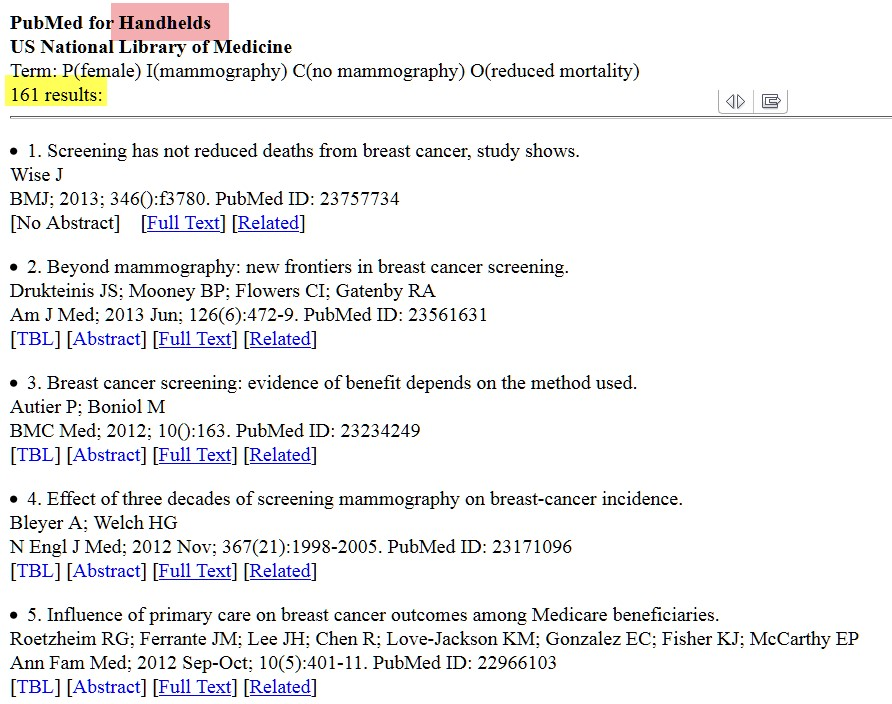 PubMed for Handhelds
US National Library of Medicine
Term: P(female) I(mammography) C(no mammography) O(reduced mortality)
161 results:
• 1. Screening has not reduced deaths from breast cancer, study shows.
Wise J
BMJ; 2013; 346():f3780. PubMed ID: 23757734
[No Abstract] [Full Text] [Related]
• 2. Beyond mammography: new frontiers in breast cancer screening.
Drukteinis JS; Mooney BP; Flowers CI; Gatenby RA
Am J Med; 2013 Jun; 126(6):472-9. PubMed ID: 23561631
[TBL] [Abstract] [Full Text] [Related]
• 3. Breast cancer screening: evidence of benefit depends on the method used.
Autier P; Boniol M
BMC Med; 2012; 10():163. PubMed ID: 23234249
[TBL] [Abstract] [Full Text] [Related]
• 4. Effect of three decades of screening mammography on breast-cancer incidence.
Bleyer A; Welch HG
N Engl J Med; 2012 Nov; 367(21):1998-2005. PubMed ID: 23171096
[TBL] [Abstract] [Full Text] [Related]
• 5. Influence of primary care on breast cancer outcomes among Medicare beneficiaries.
Roetzheim RG; Ferrante JM; Lee JH; Chen R; Love-Jackson KM; Gonzalez EC; Fisher KJ; McCarthy EP
Ann Fam Med; 2012 Sep-Oct; 10(5):401-11. PubMed ID: 22966103
[TBL] [Abstract] [Full Text] [Related]